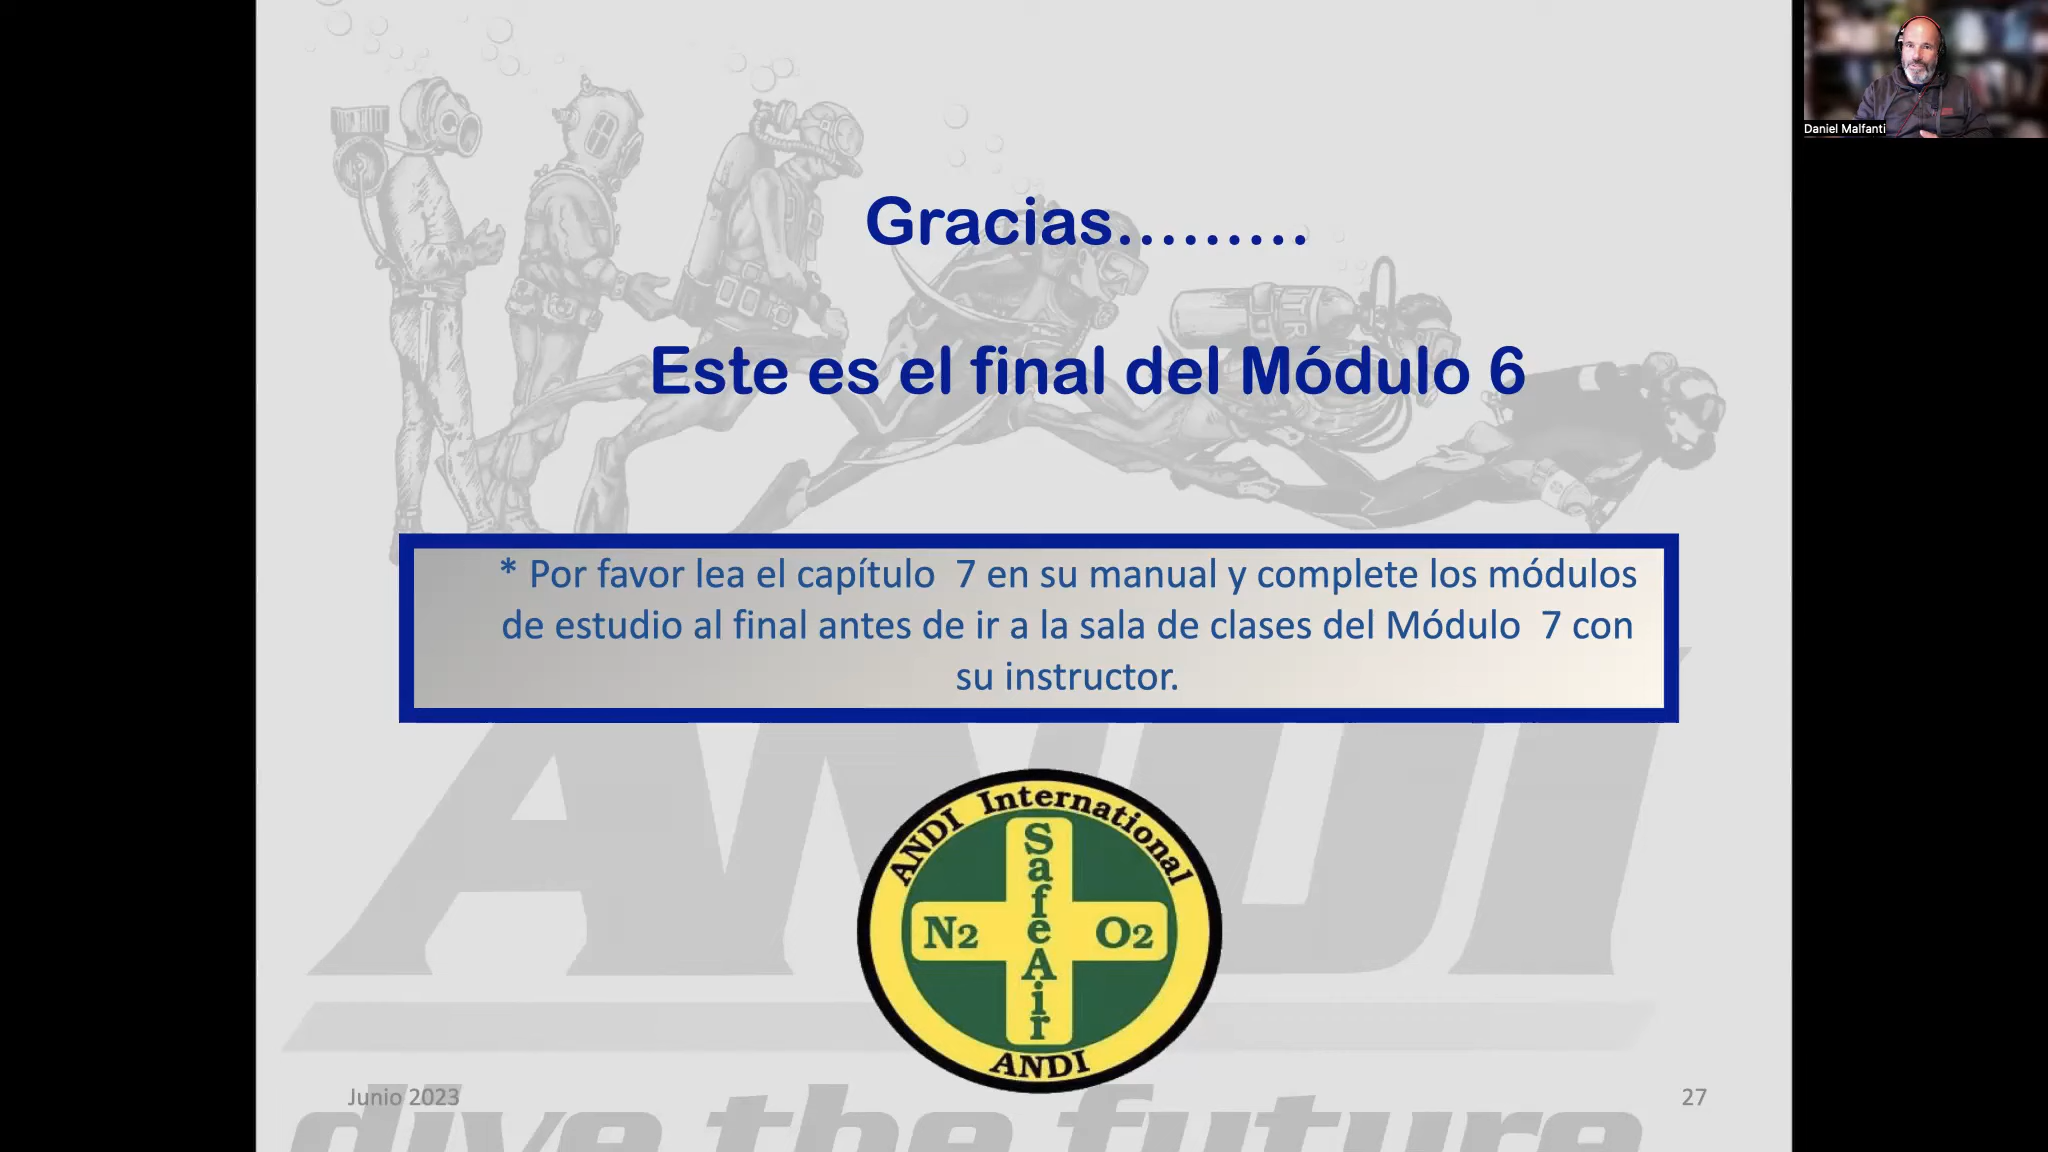 Daniel Malfanti
Gracias.........
Este es el final del Módulo 6
* Por favor lea el capítulo 7 en su manual y complete los módulos
de estudio al final antes de ir a la sala de clases del Módulo 7 con
su instructor.
ANDI
ANDI International
SafeAir
N2 O2
ANDI
Junio 2023
27
dive the future